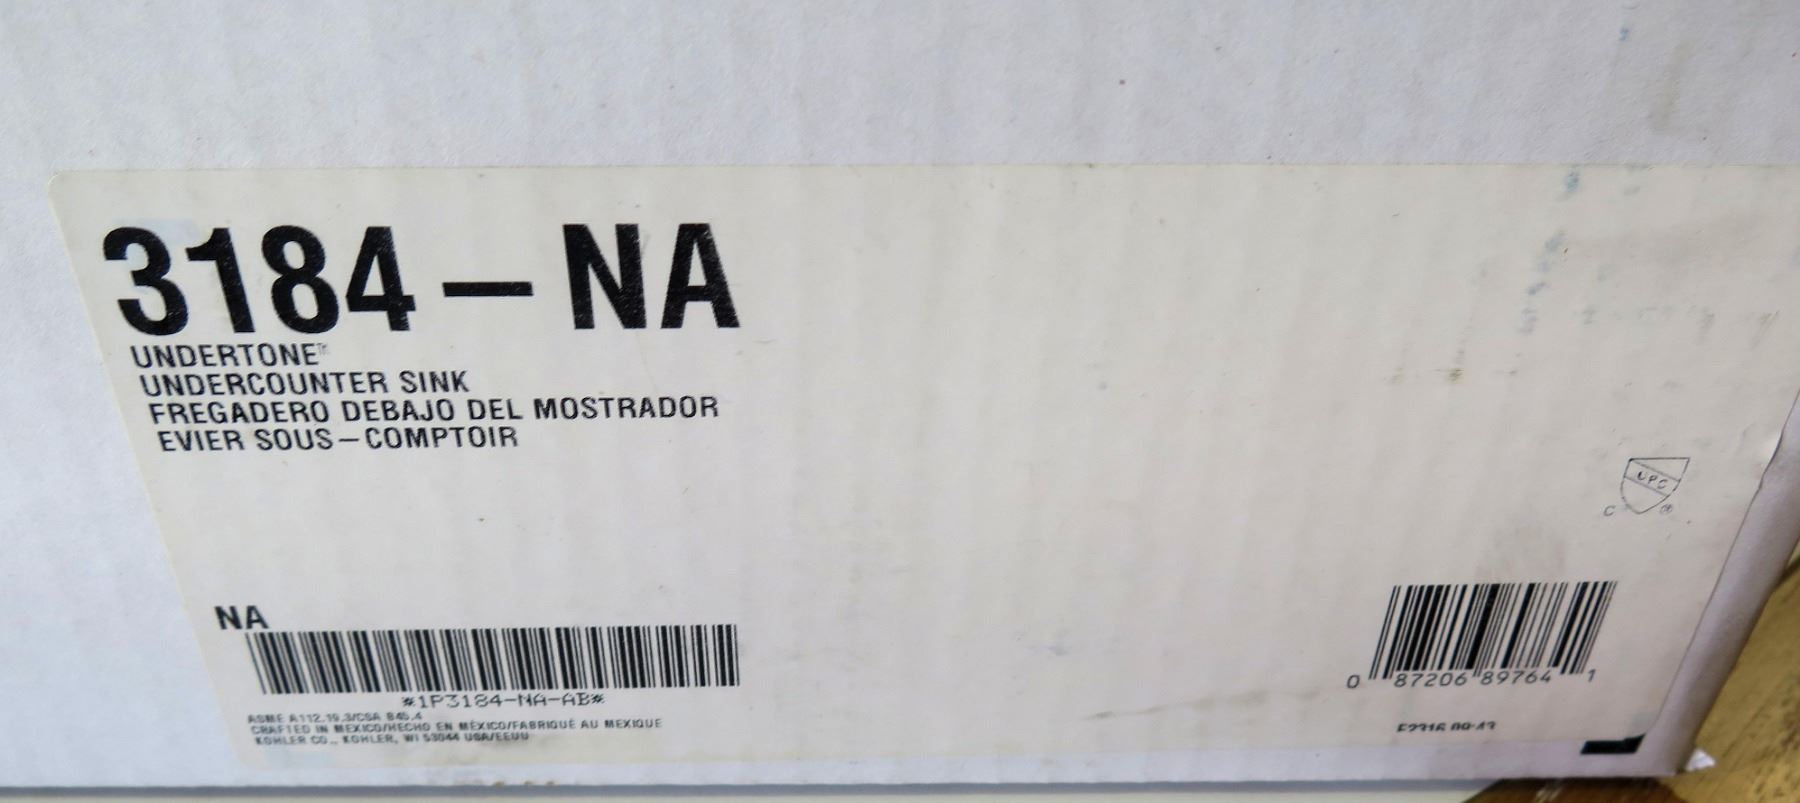 3184-NA
UNDERTONE™
UNDERCOUNTER SINK
FREGADERO DEBAJO DEL MOSTRADOR
EVIER SOUS-COMPTOIR
UPC
C ®
NA
*1P3184-NA-AB*
ASME A112.19.3/CSA B45.4
CRAFTED IN MEXICO/HECHO EN MÉXICO/FABRIQUÉ AU MEXIQUE
KOHLER CO., KOHLER, WI 53044 USA/EEUU
0 87206 89764 1